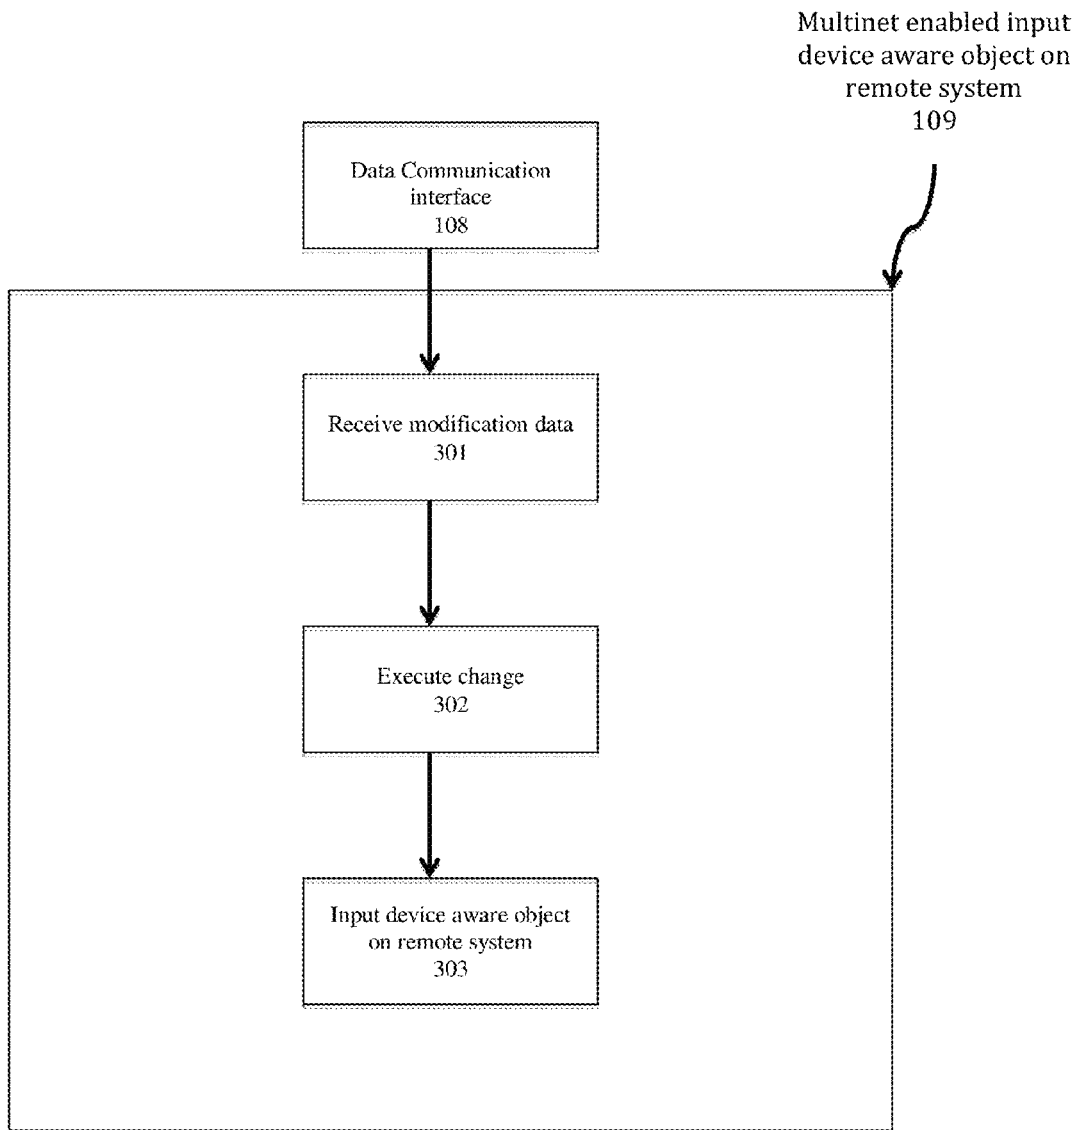 Multinet enabled input
device aware object on
remote system
109
Data Communication
interface
108
Receive modification data
301
Execute change
302
Input device aware object
on remote system
303